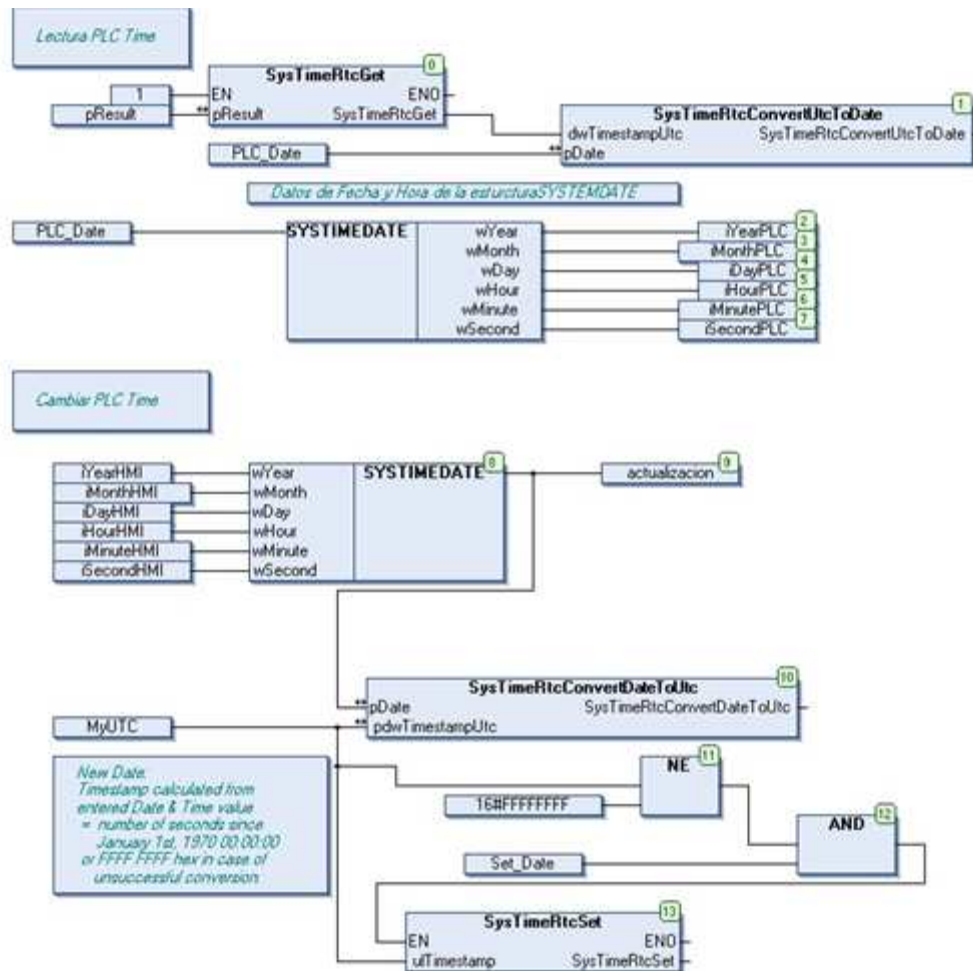 Lectura PLC Time
0
SysTimeRtcGet
1
EN
ENO
pResult
pResult
SysTimeRtcGet
1
SysTimeRtcConvertUtcToDate
dwTimestampUtc
SysTimeRtcConvertUtcToDate
PLC_Date
pDate
Datos de Fecha y Hora de la esturcturaSYSTEMDATE
PLC_Date
SYSTIMEDATE
wYear
iYearPLC
2
wMonth
iMonthPLC
3
wDay
iDayPLC
4
wHour
iHourPLC
5
wMinute
iMinutePLC
6
wSecond
iSecondPLC
7
Cambiar PLC Time
iYearHMI
wYear
SYSTIMEDATE
8
actualizacion
9
iMonthHMI
wMonth
iDayHMI
wDay
iHourHMI
wHour
iMinuteHMI
wMinute
iSecondHMI
wSecond
10
SysTimeRtcConvertDateToUtc
pDate
SysTimeRtcConvertDateToUtc
MyUTC
pdwTimestampUtc
New Date.
Timestamp calculated from
entered Date & Time value
= number of seconds since
January 1st, 1970 00:00:00
or FFFF FFFF hex in case of
unsuccessful conversion
11
NE
16#FFFFFFFF
12
AND
Set_Date
13
SysTimeRtcSet
EN
ENO
ulTimestamp
SysTimeRtcSet